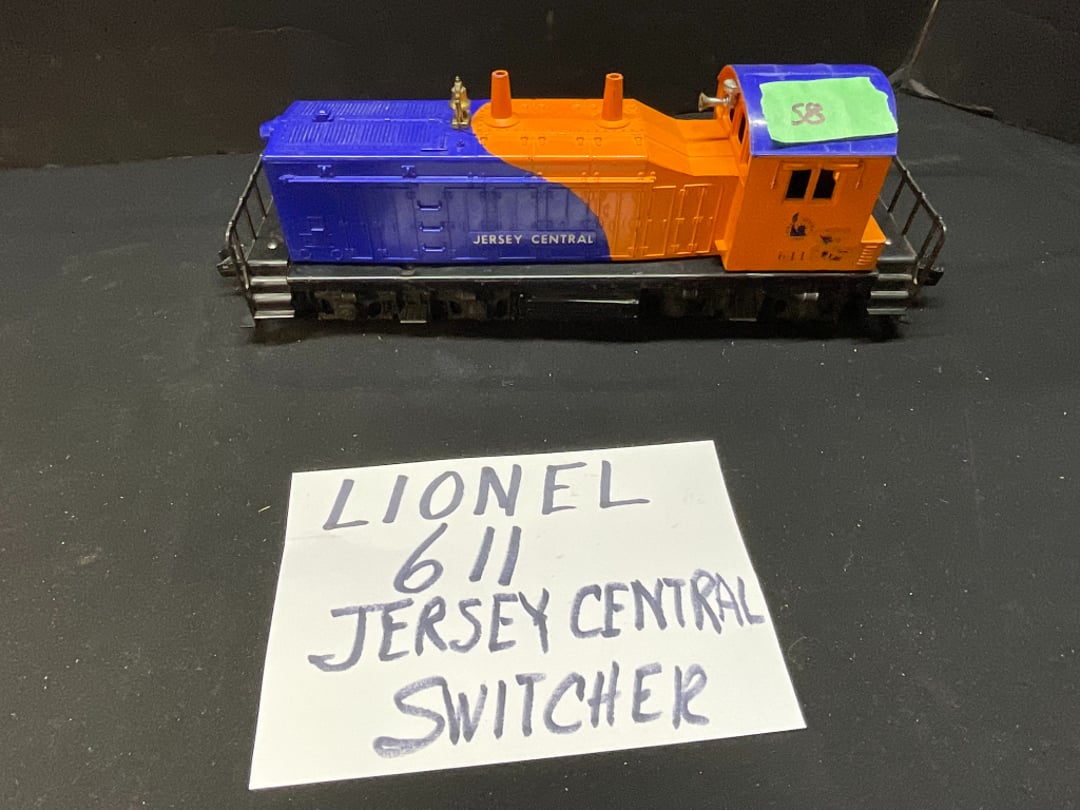 58
JERSEY CENTRAL
611
LIONEL
611
JERSEY CENTRAL
SWITCHER